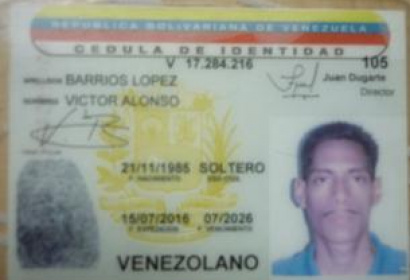 REPUBLICA BOLIVARIANA DE VENEZUELA
CEDULA DE IDENTIDAD
V 17.284.216
105
Juan Dugarte
Director
APELLIDOS BARRIOS LOPEZ
NOMBRES VICTOR ALONSO
21/11/1985 SOLTERO
F. NACIMIENTO EDO. CIVIL
15/07/2016 07/2026
F. EXPEDICION F. VENCIMIENTO
VENEZOLANO